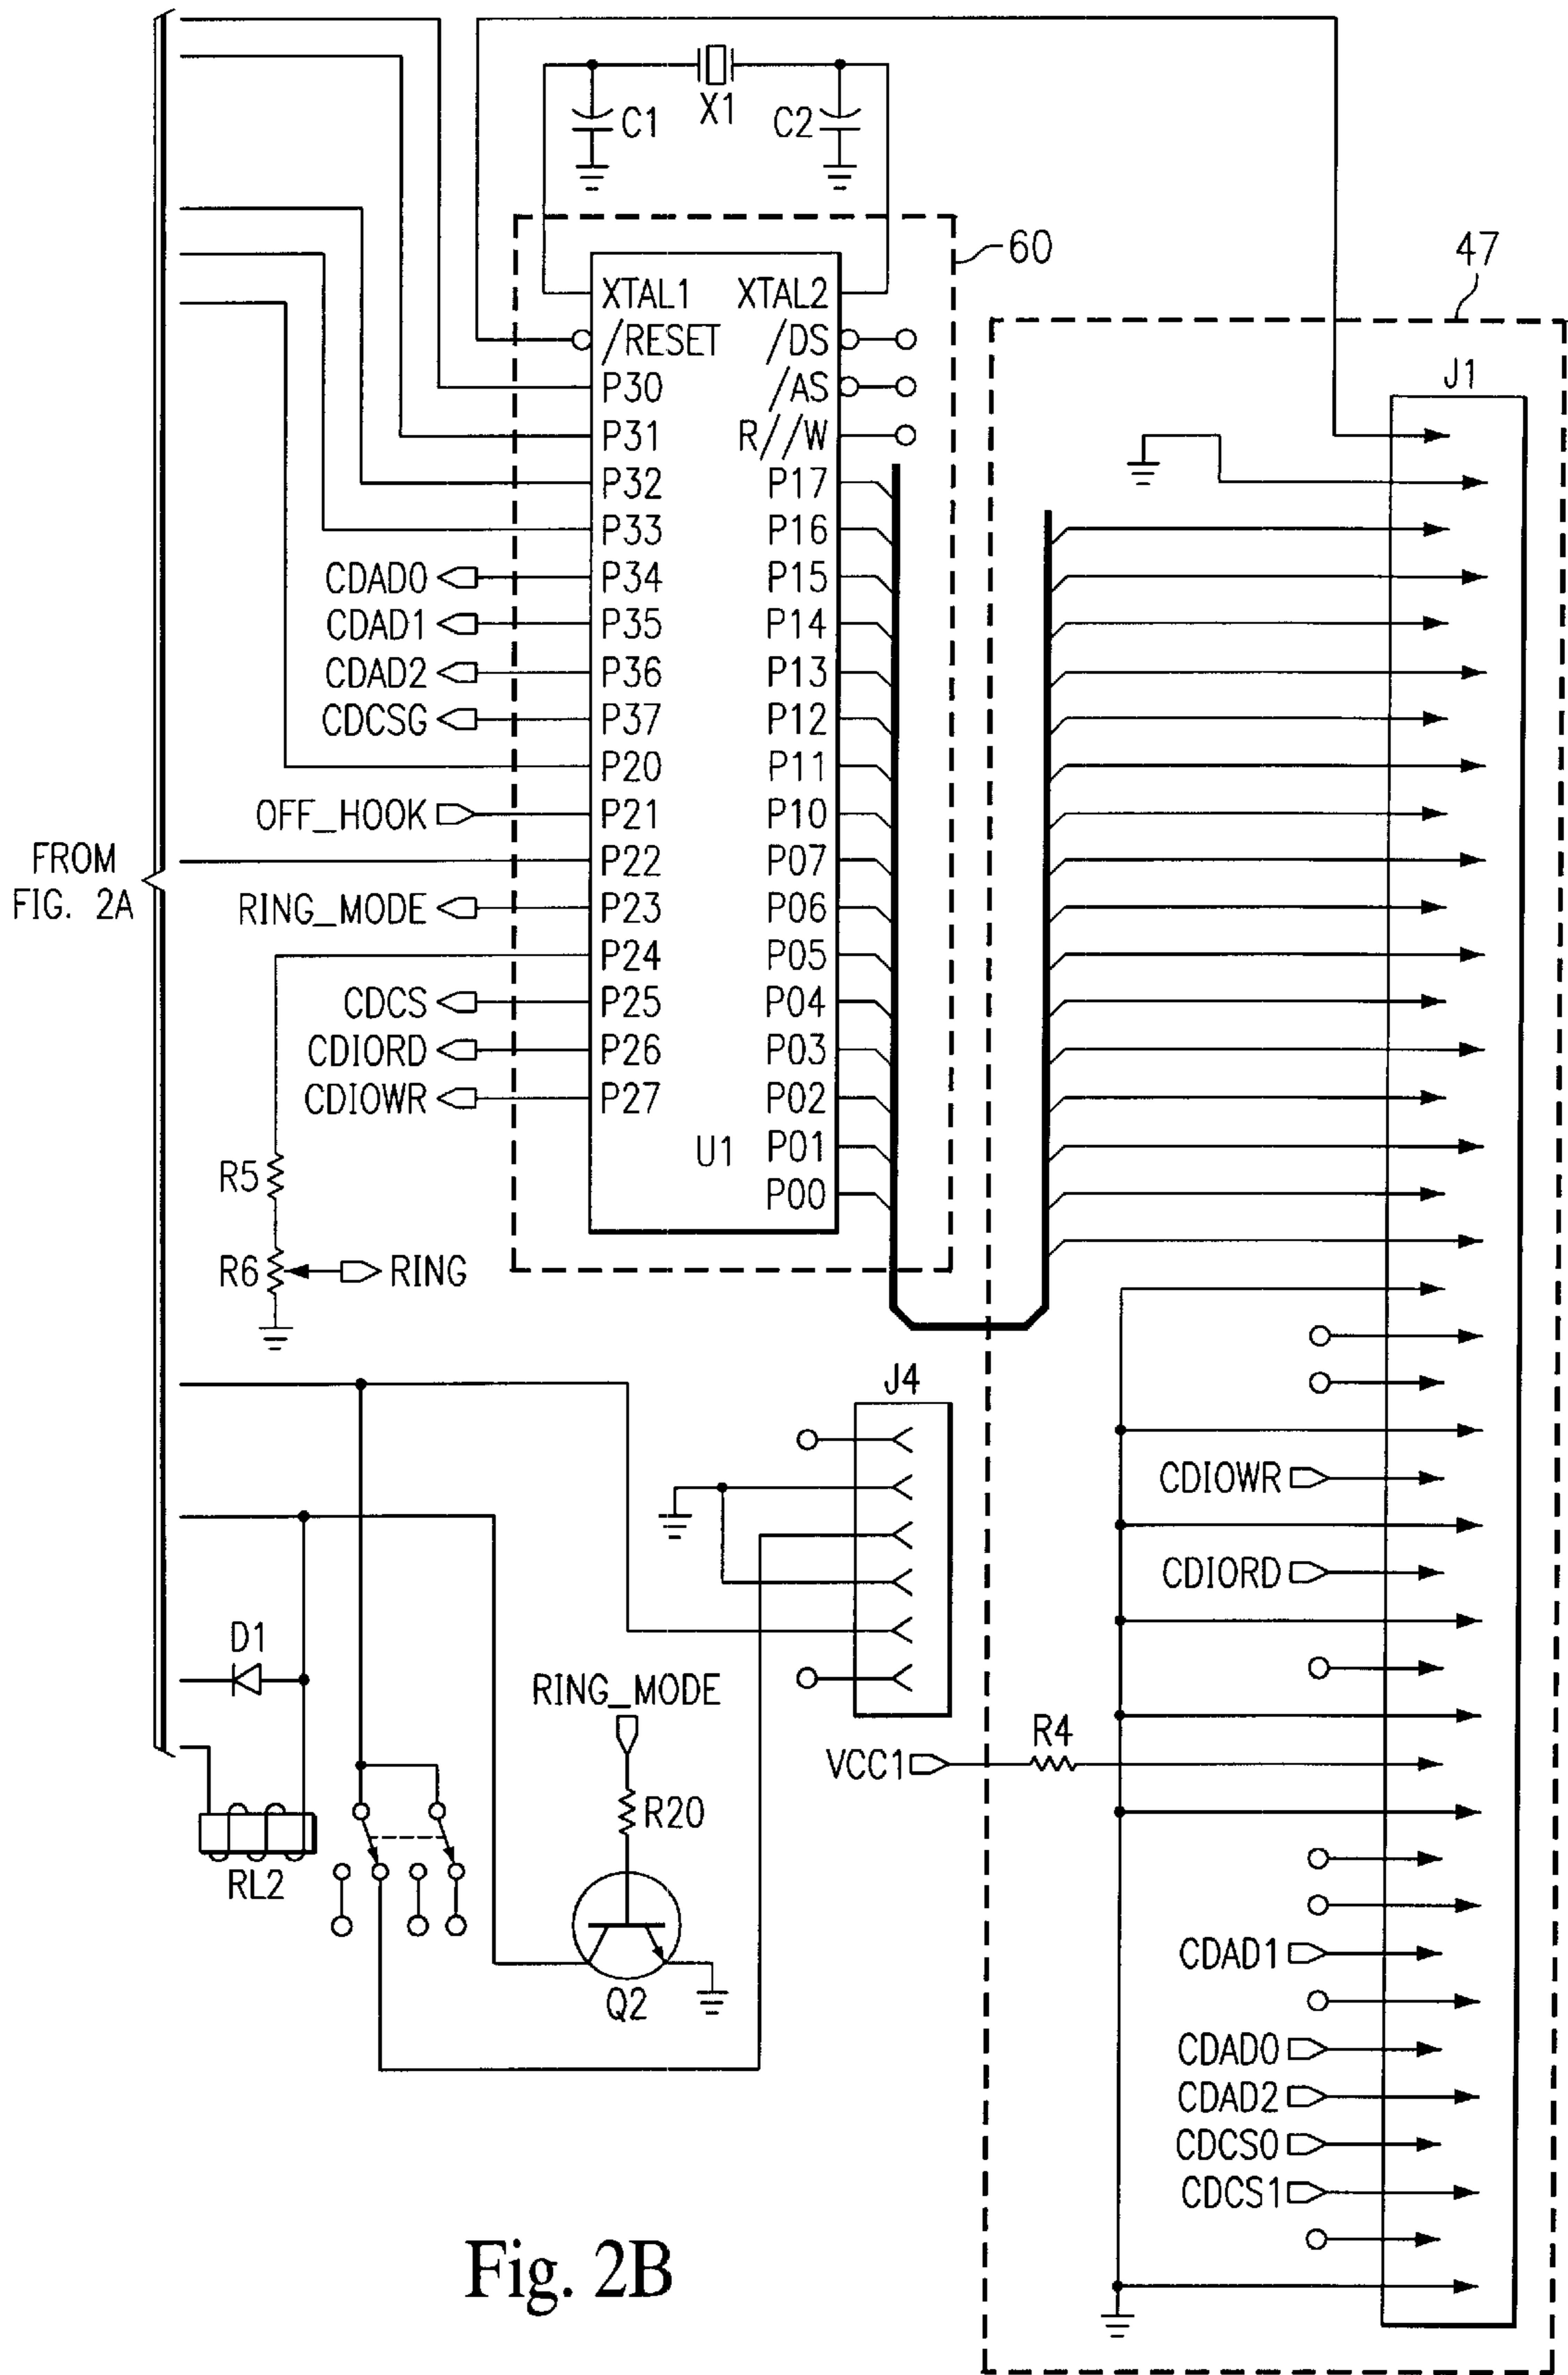 C1
X1
C2
60
47
XTAL1 XTAL2
/RESET /DS
P30 /AS
P31 R//W
P32 P17
P33 P16
CDAD0 P34 P15
CDAD1 P35 P14
CDAD2 P36 P13
CDCSG P37 P12
P20 P11
OFF_HOOK P21 P10
P22 P07
RING_MODE P23 P06
P24 P05
CDCS P25 P04
CDIORD P26 P03
CDIOWR P27 P02
U1 P01
P00
J1
FROM
FIG. 2A
R5
R6 RING
J4
CDIOWR
CDIORD
D1
RING_MODE
R4
VCC1
R20
RL2
Q2
CDAD1
CDAD0
CDAD2
CDCS0
CDCS1
Fig. 2B